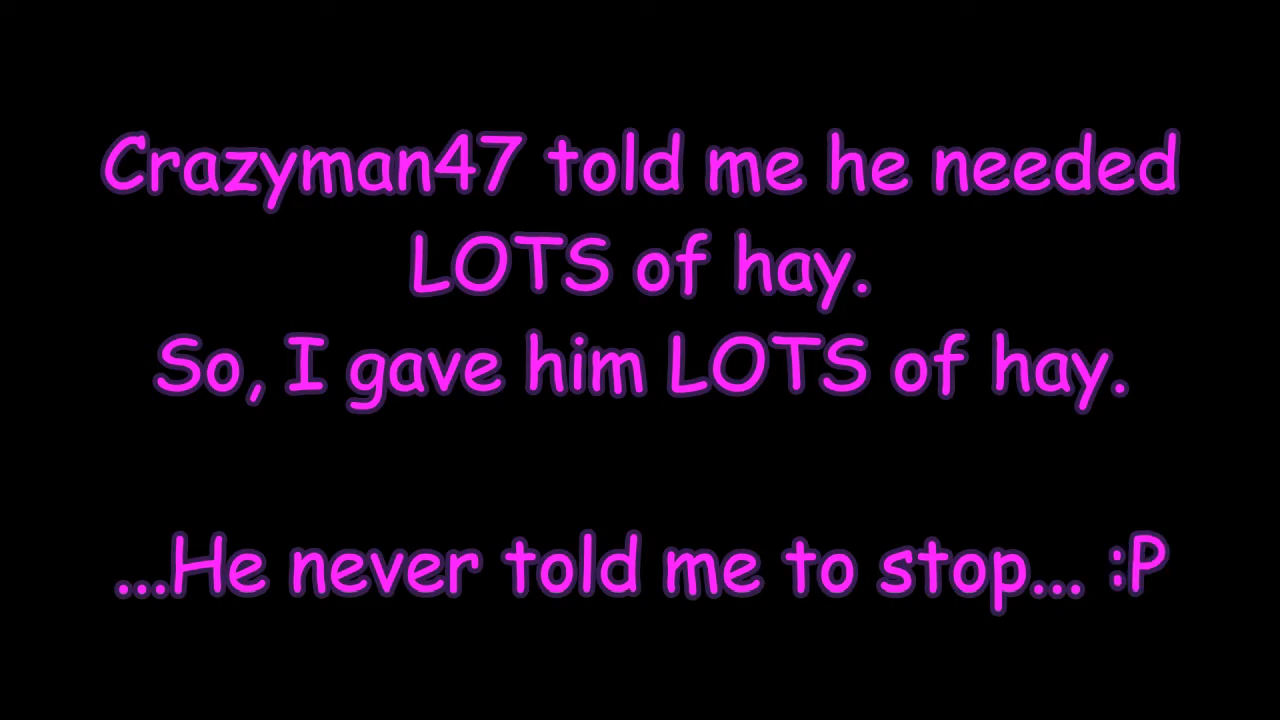 Crazyman47 told me he needed
LOTS of hay.
So, I gave him LOTS of hay.
...He never told me to stop... :P